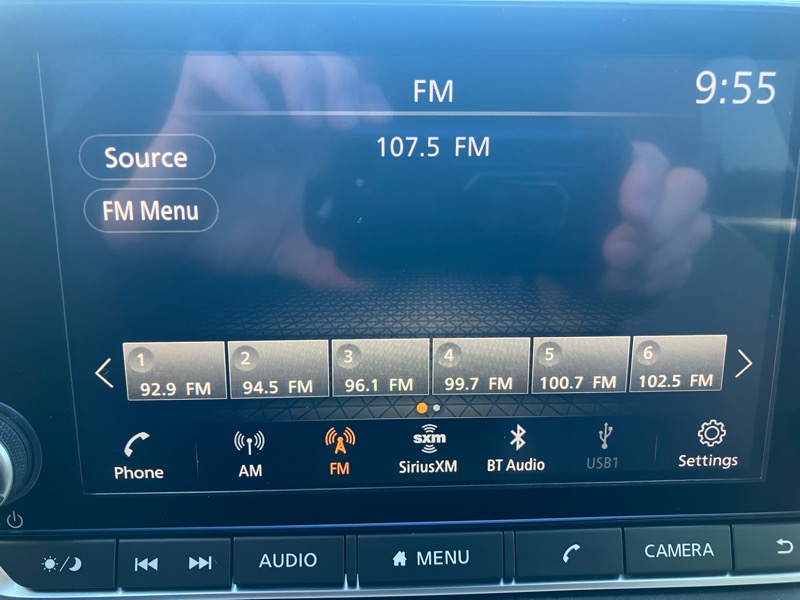 FM
9:55
107.5 FM
Source
FM Menu
1
92.9 FM
2
94.5 FM
3
96.1 FM
4
99.7 FM
5
100.7 FM
6
102.5 FM
Phone
AM
FM
sxm
SiriusXM
BT Audio
USB1
Settings
AUDIO
MENU
CAMERA